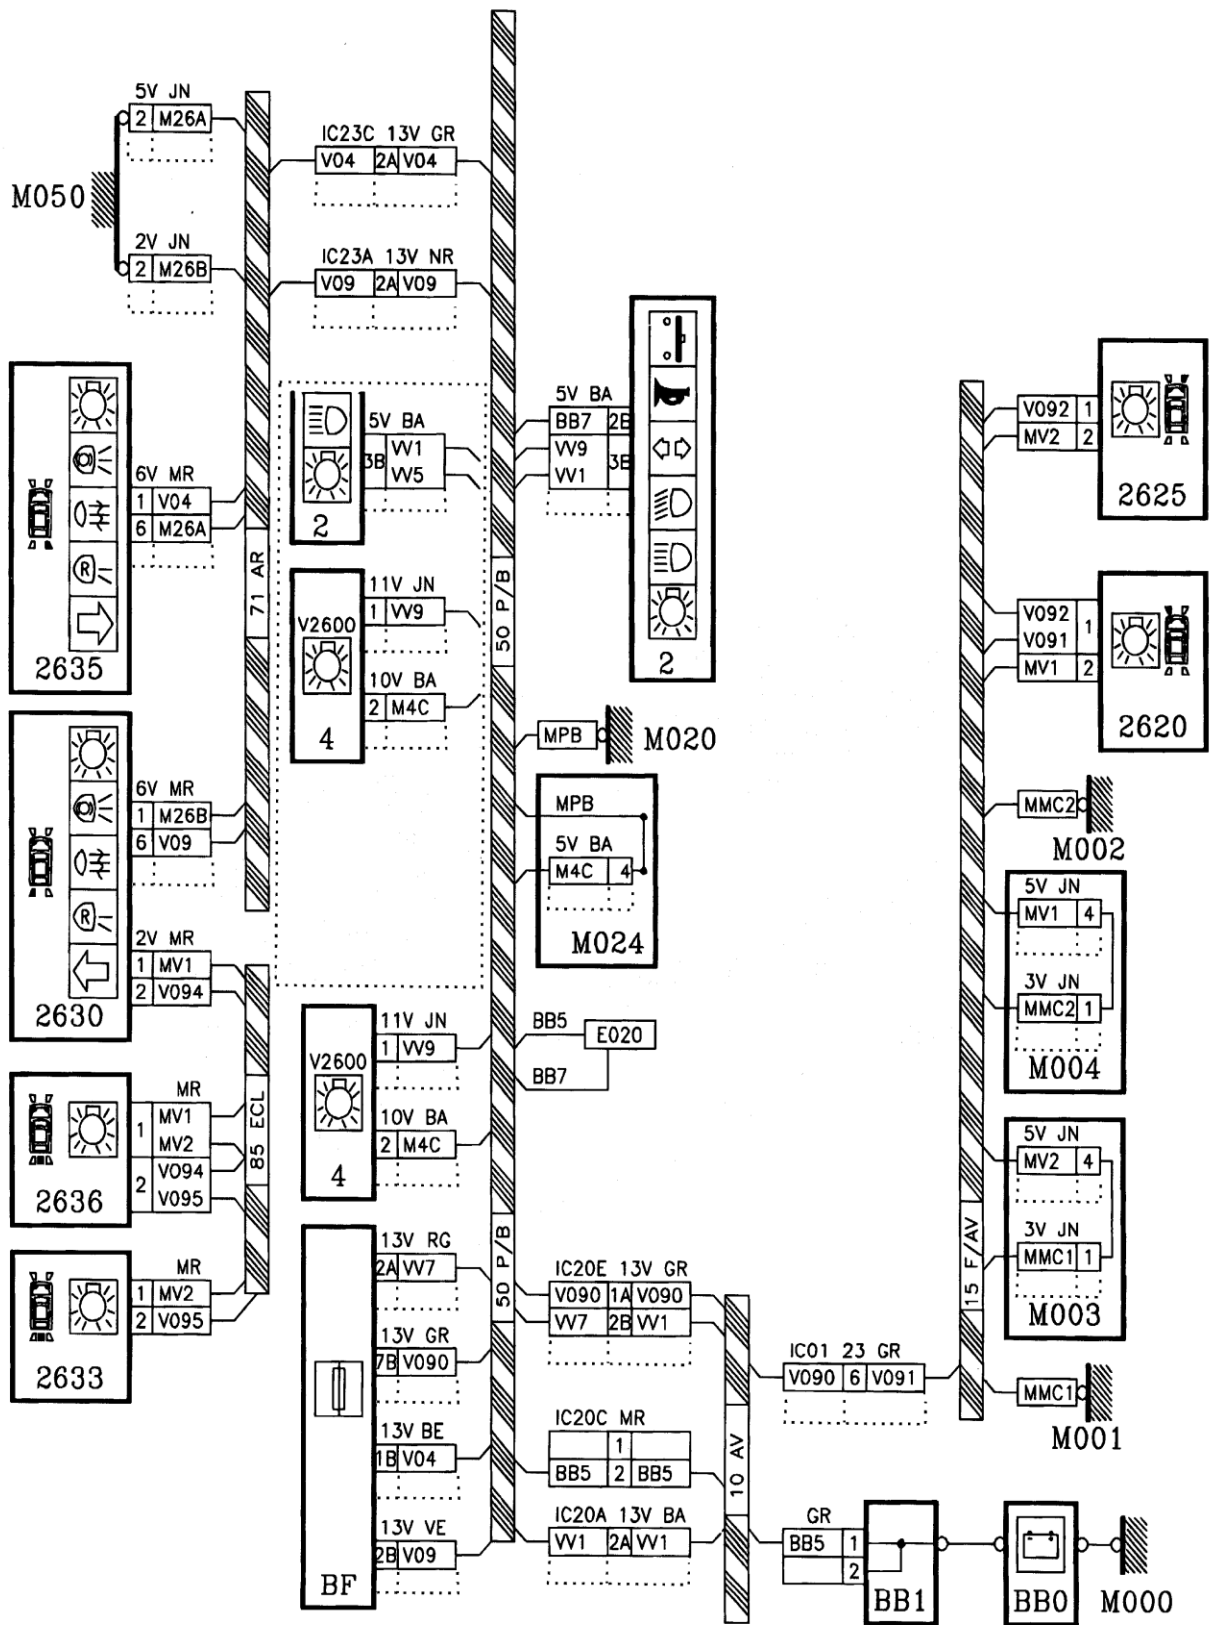 5V JN
2 M26A
M050
2V JN
2 M26B
IC23C 13V GR
V04 2A V04
IC23A 13V NR
V09 2A V09
6V MR
1 V04
6 M26A
R
2635
71 AR
6V MR
1 M26B
6 V09
R
2V MR
1 MV1
2 V094
2630
MR
1 MV1
MV2
2 V094
V095
2636
85 ECL
MR
1 MV2
2 V095
2633
5V BA
3B VV1
VV5
2
11V JN
V2600
1 VV9
10V BA
2 M4C
4
50 P/B
5V BA
BB7 2B
VV9 3B
VV1
2
MPB
M020
MPB
5V BA
M4C 4
M024
11V JN
V2600
1 VV9
10V BA
2 M4C
4
BB5
E020
BB7
13V RG
2A VV7
13V GR
7B V090
13V BE
1B V04
13V VE
2B V09
BF
50 P/B
IC20E 13V GR
V090 1A V090
VV7 2B VV1
IC20C MR
1
BB5 2 BB5
IC20A 13V BA
VV1 2A VV1
10 AV
IC01 23 GR
V090 6 V091
GR
BB5 1
2
BB1
BB0
M000
V092 1
MV2 2
2625
V092 1
V091
MV1 2
2620
MMC2
M002
5V JN
MV1 4
3V JN
MMC2 1
M004
5V JN
MV2 4
3V JN
MMC1 1
M003
15 F/AV
MMC1
M001